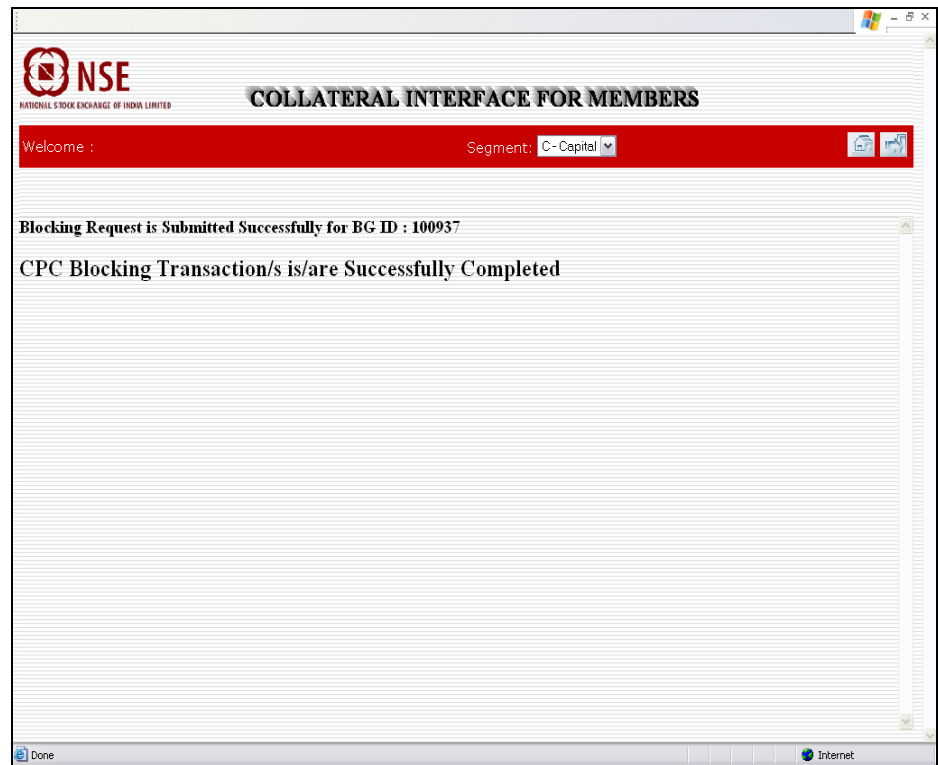 NSE
NATIONAL STOCK EXCHANGE OF INDIA LIMITED
COLLATERAL INTERFACE FOR MEMBERS
Welcome :
Segment: C - Capital
Blocking Request is Submitted Successfully for BG ID : 100937
CPC Blocking Transaction/s is/are Successfully Completed
Done
Internet